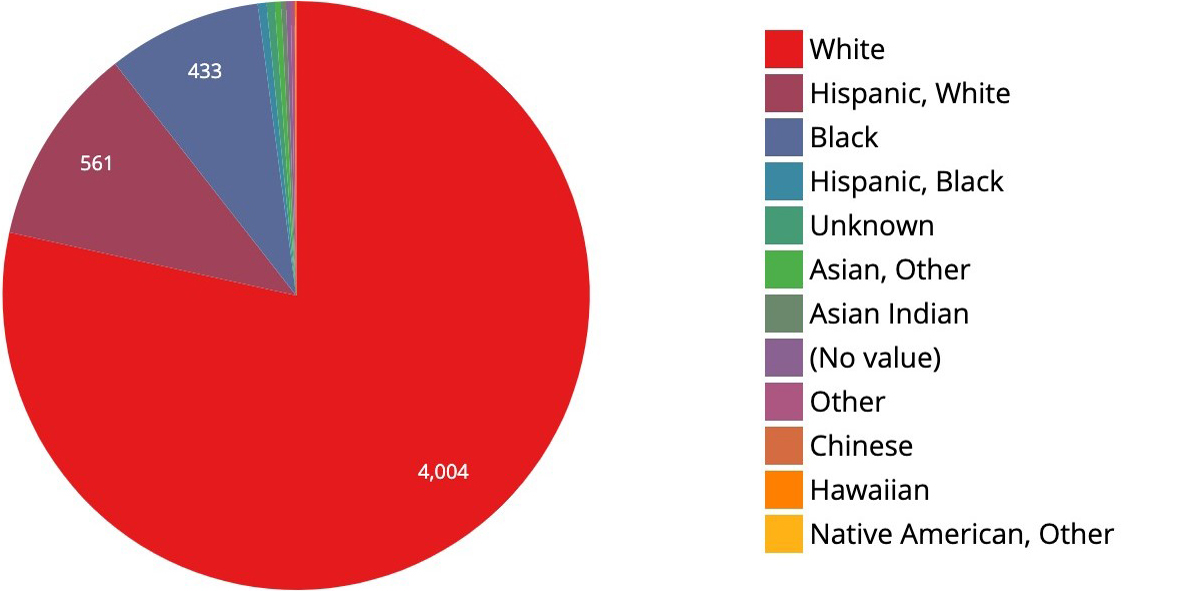 433
561
4,004
White
Hispanic, White
Black
Hispanic, Black
Unknown
Asian, Other
Asian Indian
(No value)
Other
Chinese
Hawaiian
Native American, Other